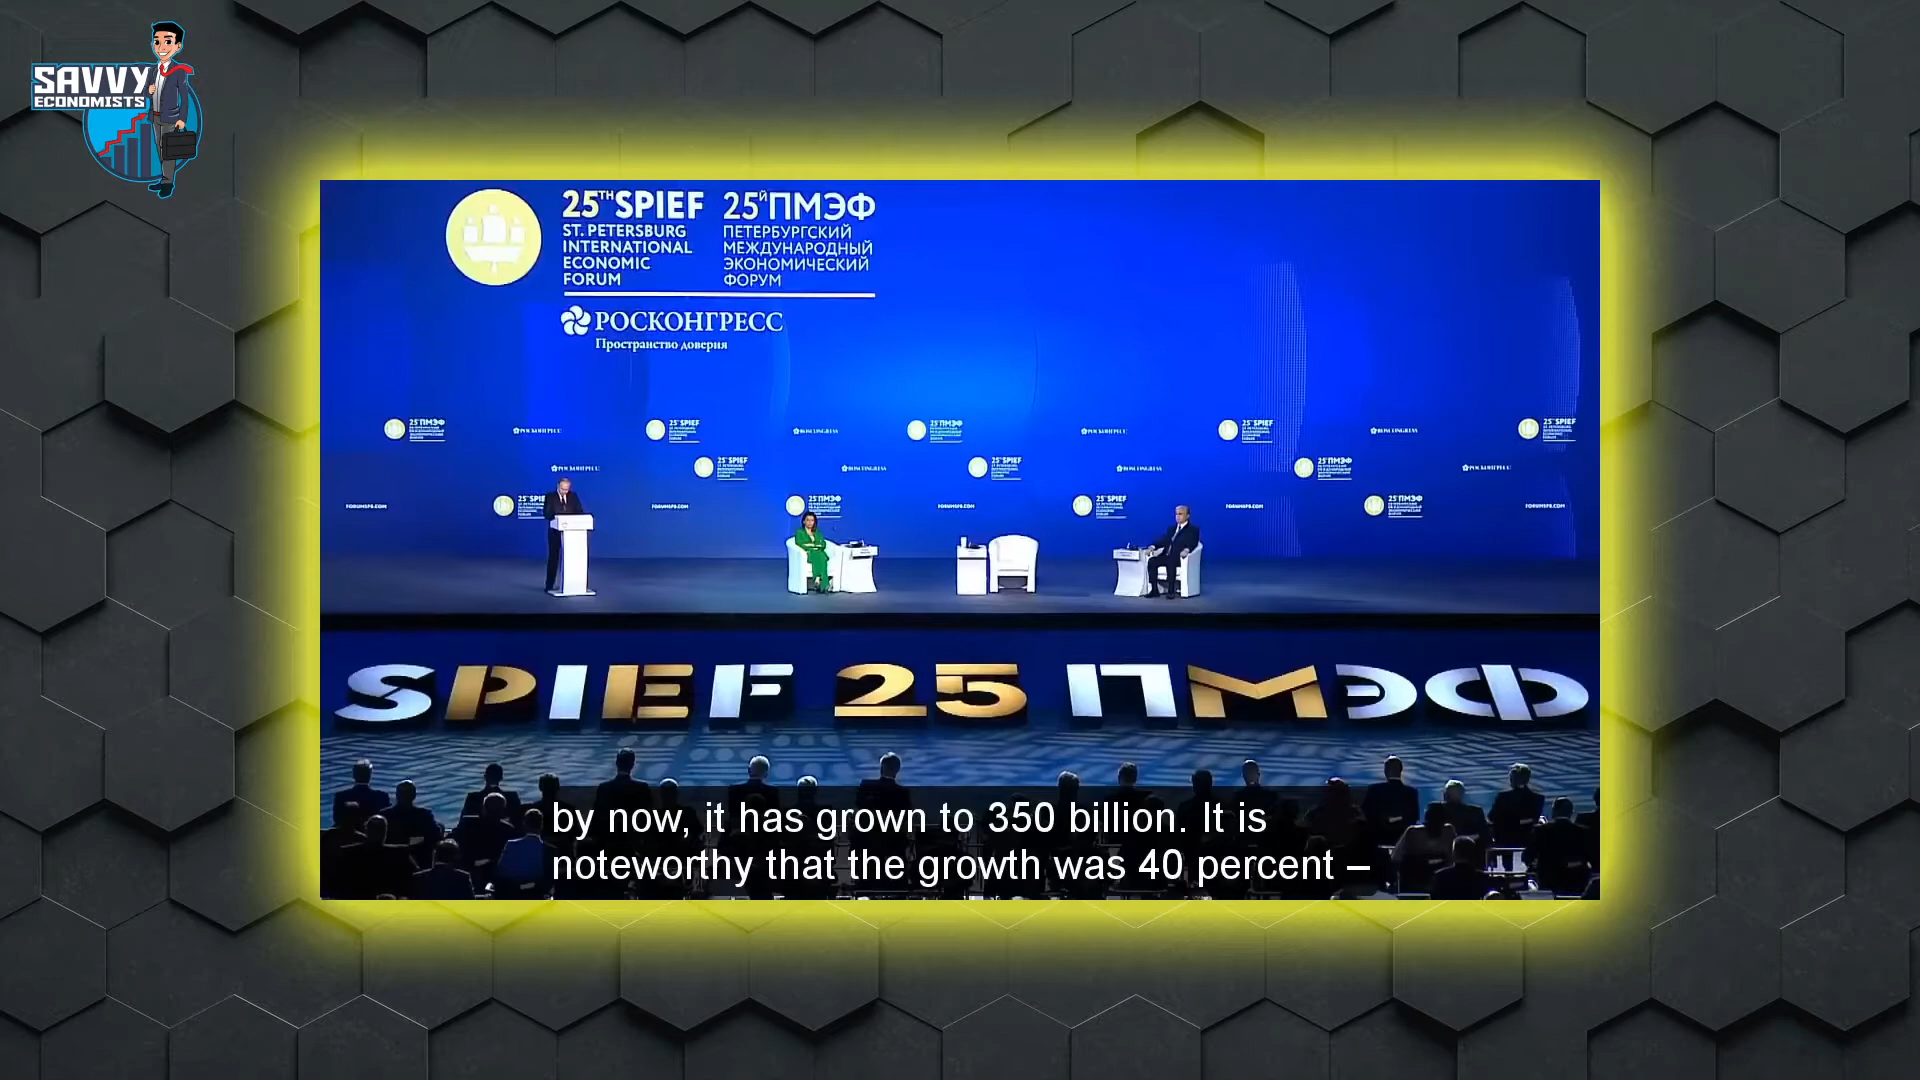 SAVVY
ECONOMISTS
25TH SPIEF
ST. PETERSBURG
INTERNATIONAL
ECONOMIC
FORUM
25Й ПМЭФ
ПЕТЕРБУРГСКИЙ
МЕЖДУНАРОДНЫЙ
ЭКОНОМИЧЕСКИЙ
ФОРУМ
РОСКОНГРЕСС
Пространство доверия
SPIEF 25 ПМЭФ
by now, it has grown to 350 billion. It is
noteworthy that the growth was 40 percent –